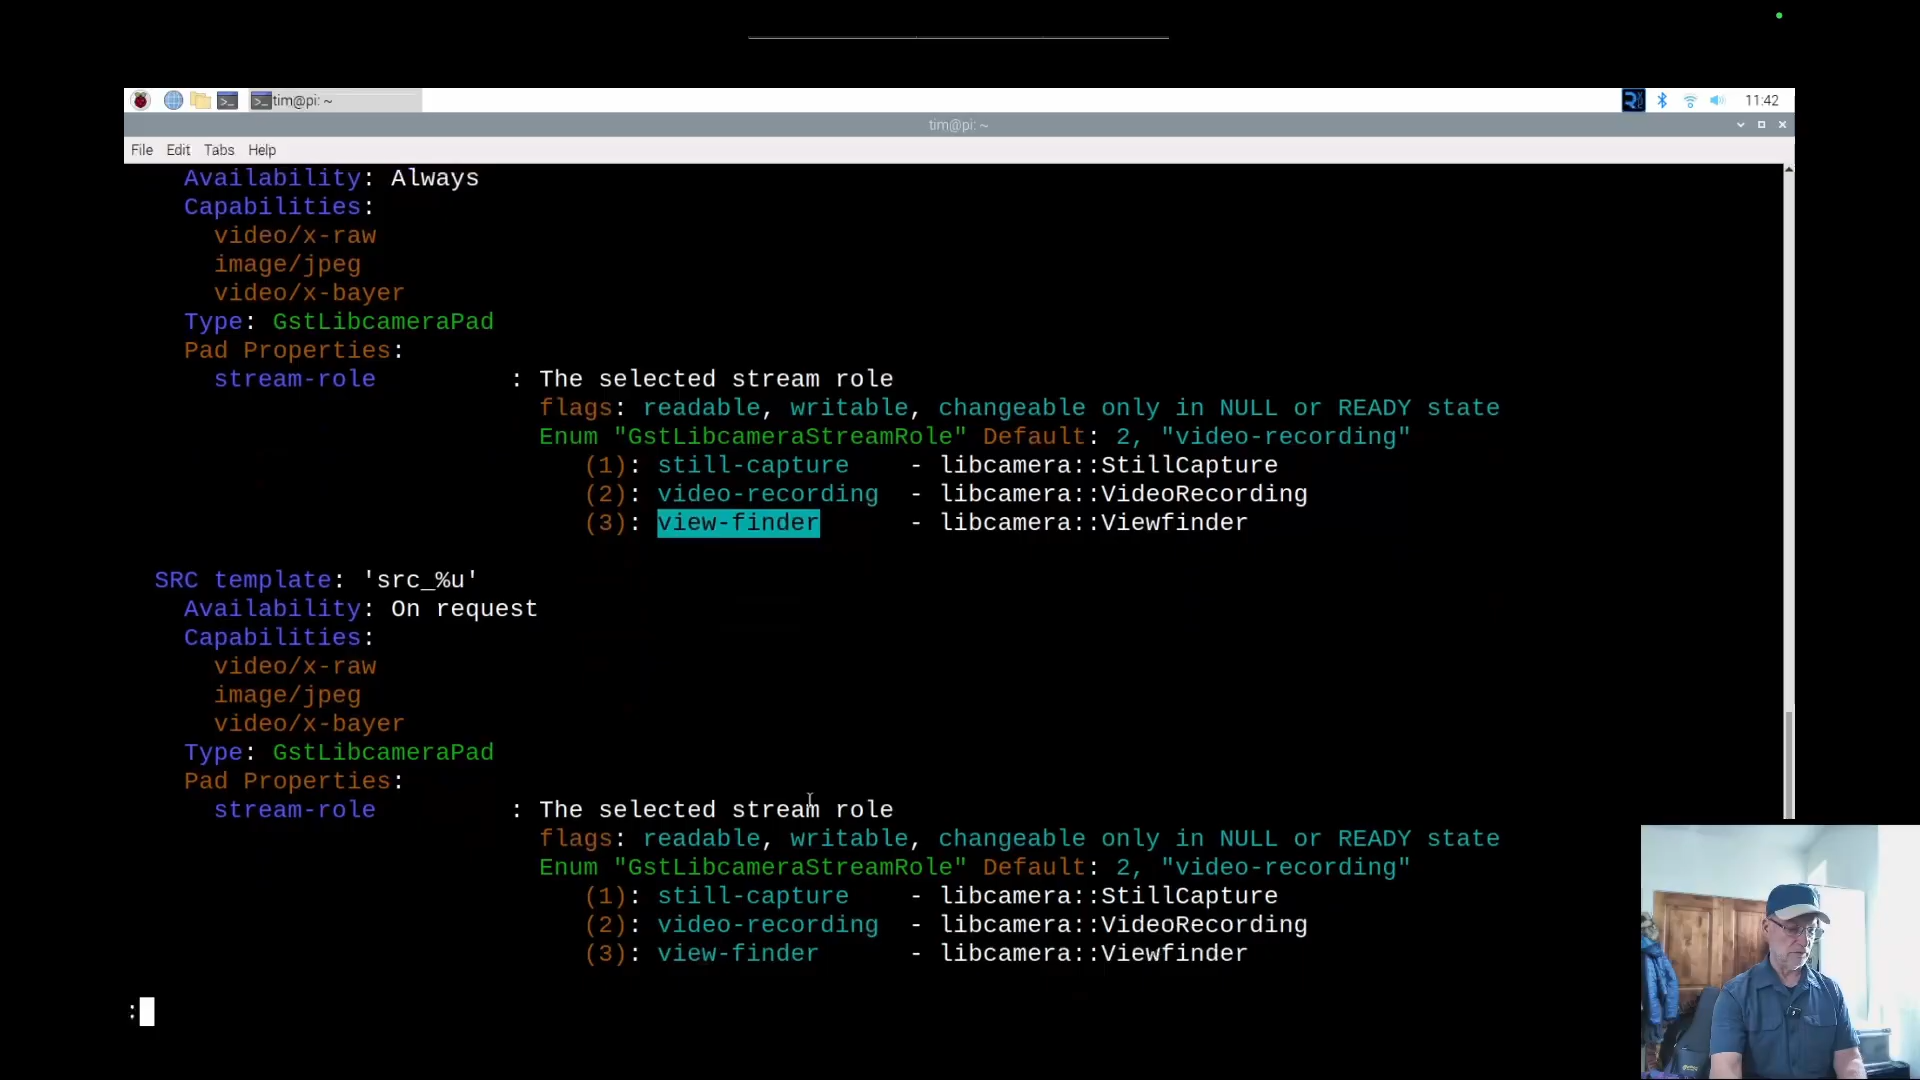 tim@pi: ~
11:42
tim@pi: ~
File Edit Tabs Help
Availability: Always
Capabilities:
video/x-raw
image/jpeg
video/x-bayer
Type: GstLibcameraPad
Pad Properties:
stream-role : The selected stream role
flags: readable, writable, changeable only in NULL or READY state
Enum "GstLibcameraStreamRole" Default: 2, "video-recording"
(1): still-capture - libcamera::StillCapture
(2): video-recording - libcamera::VideoRecording
(3): view-finder - libcamera::Viewfinder
SRC template: 'src_%u'
Availability: On request
Capabilities:
video/x-raw
image/jpeg
video/x-bayer
Type: GstLibcameraPad
Pad Properties:
stream-role : The selected stream role
flags: readable, writable, changeable only in NULL or READY state
Enum "GstLibcameraStreamRole" Default: 2, "video-recording"
(1): still-capture - libcamera::StillCapture
(2): video-recording - libcamera::VideoRecording
(3): view-finder - libcamera::Viewfinder
: